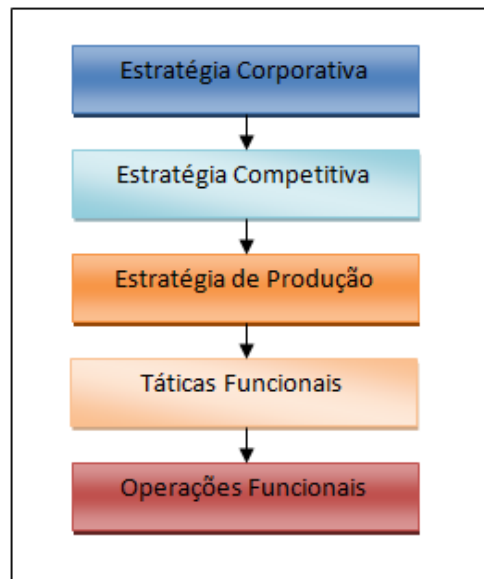 Estratégia Corporativa
Estratégia Competitiva
Estratégia de Produção
Táticas Funcionais
Operações Funcionais